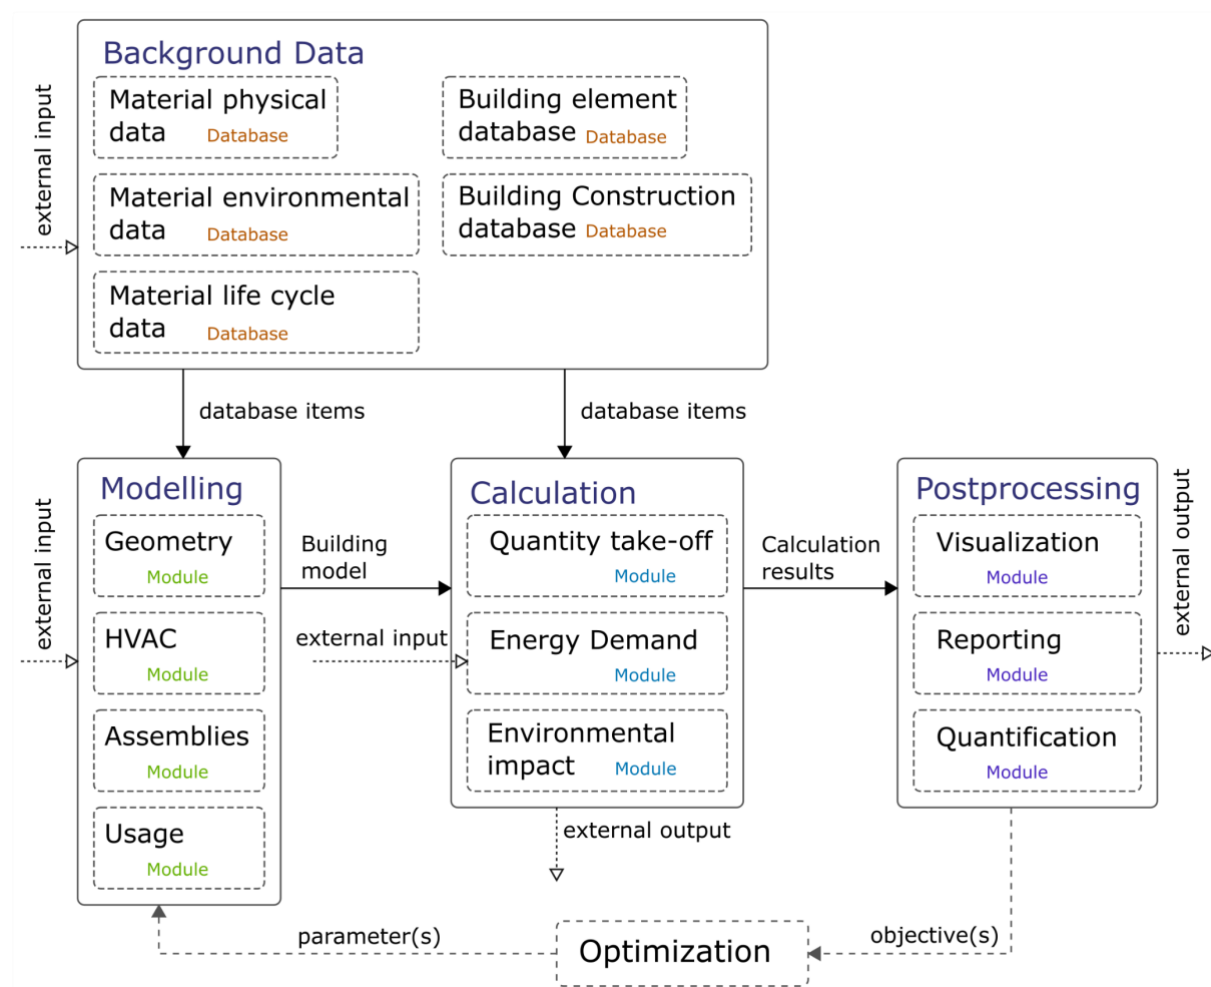 Background Data
external input
Material physical
data Database
Building element
database Database
Material environmental
data Database
Building Construction
database Database
Material life cycle
data Database
database items
database items
external input
Modelling
Geometry
Module
HVAC
Module
Assemblies
Module
Usage
Module
Building
model
external input
Calculation
Quantity take-off
Module
Energy Demand
Module
Environmental
impact Module
external output
Calculation
results
Postprocessing
Visualization
Module
Reporting
Module
Quantification
Module
external output
parameter(s)
Optimization
objective(s)